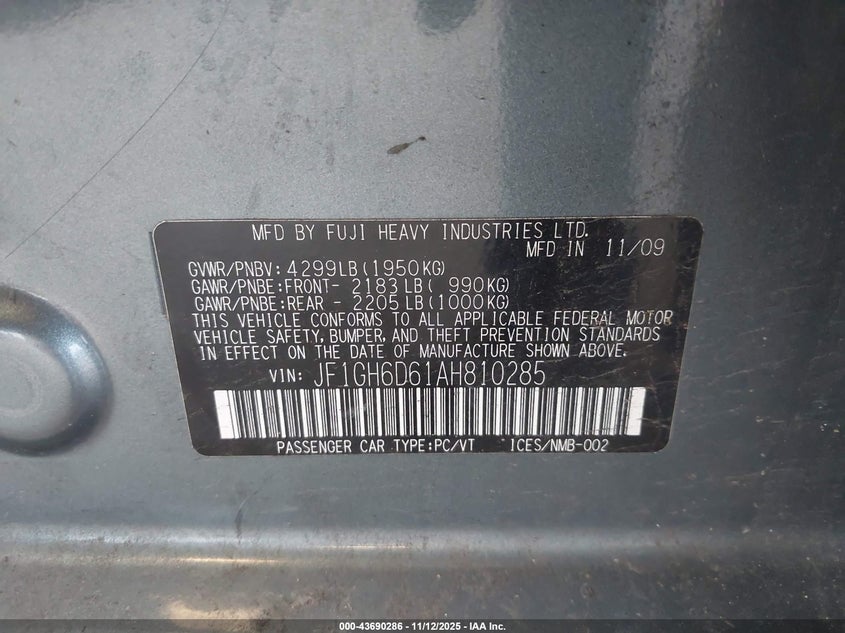 MFD BY FUJI HEAVY INDUSTRIES LTD.
MFD IN 11/09
GVWR/PNBV: 4299LB(1950KG)
GAWR/PNBE:FRONT- 2183LB( 990KG)
GAWR/PNBE:REAR - 2205LB(1000KG)
THIS VEHICLE CONFORMS TO ALL APPLICABLE FEDERAL MOTOR
VEHICLE SAFETY, BUMPER, AND THEFT PREVENTION STANDARDS
IN EFFECT ON THE DATE OF MANUFACTURE SHOWN ABOVE.
VIN: JF1GH6D61AH810285
PASSENGER CAR TYPE:PC/VT ICES/NMB-002
000-43690286 - 11/12/2025 - IAA Inc.